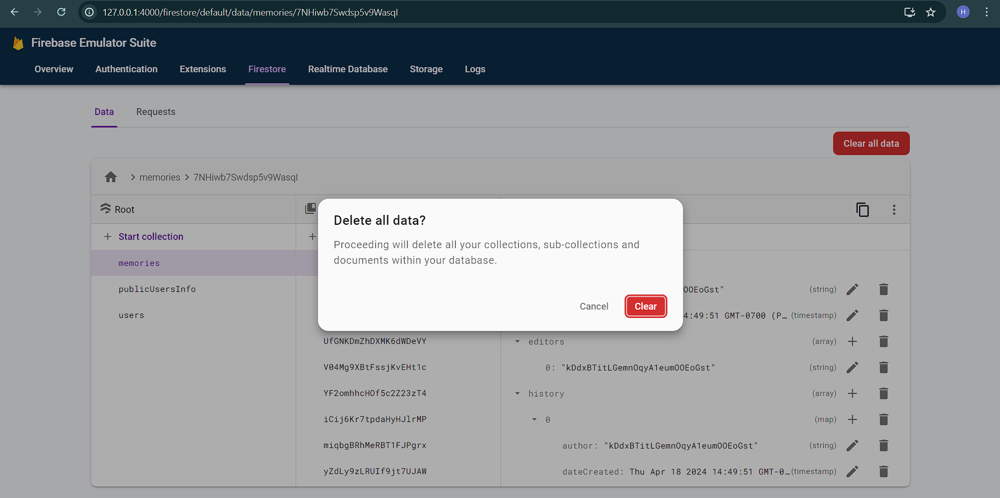 127.0.0.1:4000/firestore/default/data/memories/7NHiwb7Swdsp5v9WasqI
H
Firebase Emulator Suite
Overview Authentication Extensions Firestore Realtime Database Storage Logs
Data Requests
Clear all data
memories 7NHiwb7Swdsp5v9WasqI
Root
Start collection
memories
publicUsersInfo
users
Delete all data?
Proceeding will delete all your collections, sub-collections and
documents within your database.
Cancel Clear
UfGNKDmZhDXMK6dWDeVY
V04Mg9XBtFssjKvEHt1c
YF2omhhcHOf5c2Z23zT4
iCij6Kr7tpdaHyHJlrMP
miqbgBRhMeRBT1FJPgrx
yZdLy9zLRUIf9jt7UJAW
OOEoGst" (string)
4:49:51 GMT-0700 (P… (timestamp)
editors (array)
0: "kDdxBTitLGemnOqyA1eumOOEoGst" (string)
history (array)
0 (map)
author: "kDdxBTitLGemnOqyA1eumOOEoGst" (string)
dateCreated: Thu Apr 18 2024 14:49:51 GMT-0… (timestamp)